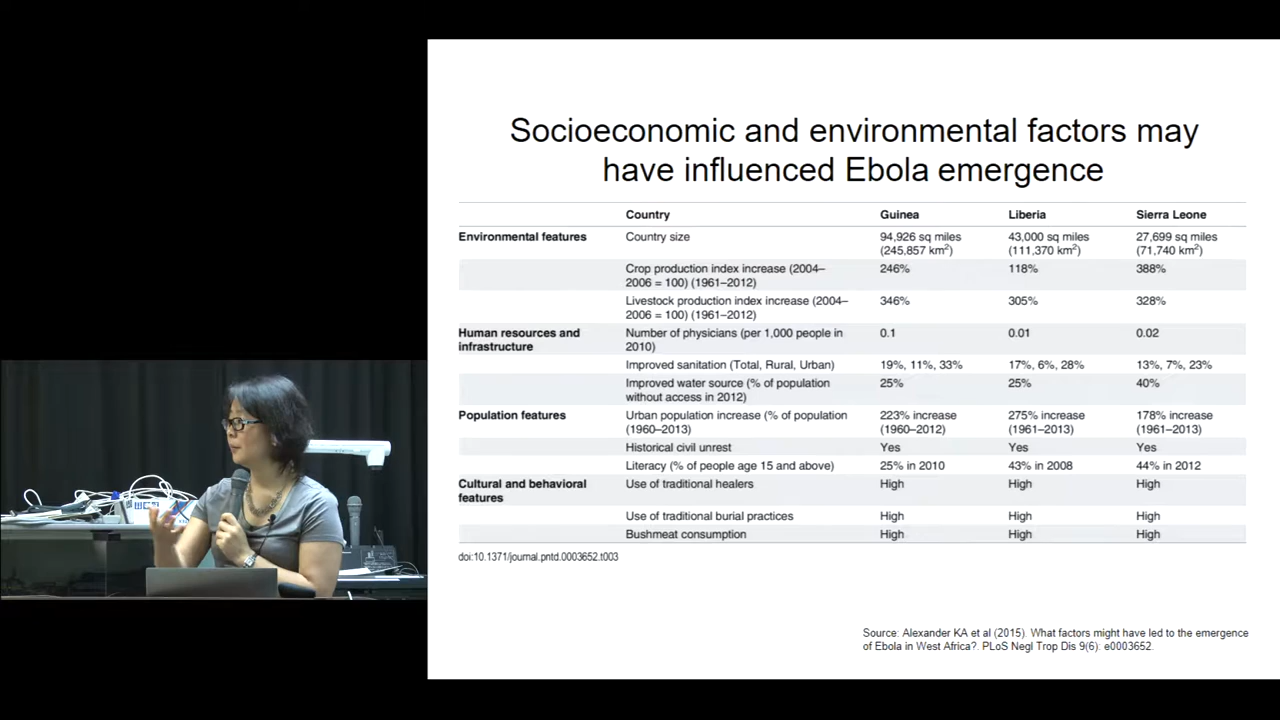 Socioeconomic and environmental factors may
have influenced Ebola emergence
Country Guinea Liberia Sierra Leone
Environmental features Country size 94,926 sq miles 43,000 sq miles 27,699 sq miles
(245,857 km²) (111,370 km²) (71,740 km²)
Crop production index increase (2004– 246% 118% 388%
2006 = 100) (1961–2012)
Livestock production index increase (2004– 346% 305% 328%
2006 = 100) (1961–2012)
Human resources and Number of physicians (per 1,000 people in 0.1 0.01 0.02
infrastructure 2010)
Improved sanitation (Total, Rural, Urban) 19%, 11%, 33% 17%, 6%, 28% 13%, 7%, 23%
Improved water source (% of population 25% 25% 40%
without access in 2012)
Population features Urban population increase (% of population 223% increase 275% increase 178% increase
(1960–2013) (1960–2012) (1961–2013) (1961–2013)
Historical civil unrest Yes Yes Yes
Literacy (% of people age 15 and above) 25% in 2010 43% in 2008 44% in 2012
Cultural and behavioral Use of traditional healers High High High
features
Use of traditional burial practices High High High
Bushmeat consumption High High High
doi:10.1371/journal.pntd.0003652.t003
Source: Alexander KA et al (2015). What factors might have led to the emergence
of Ebola in West Africa?. PLoS Negl Trop Dis 9(6): e0003652.